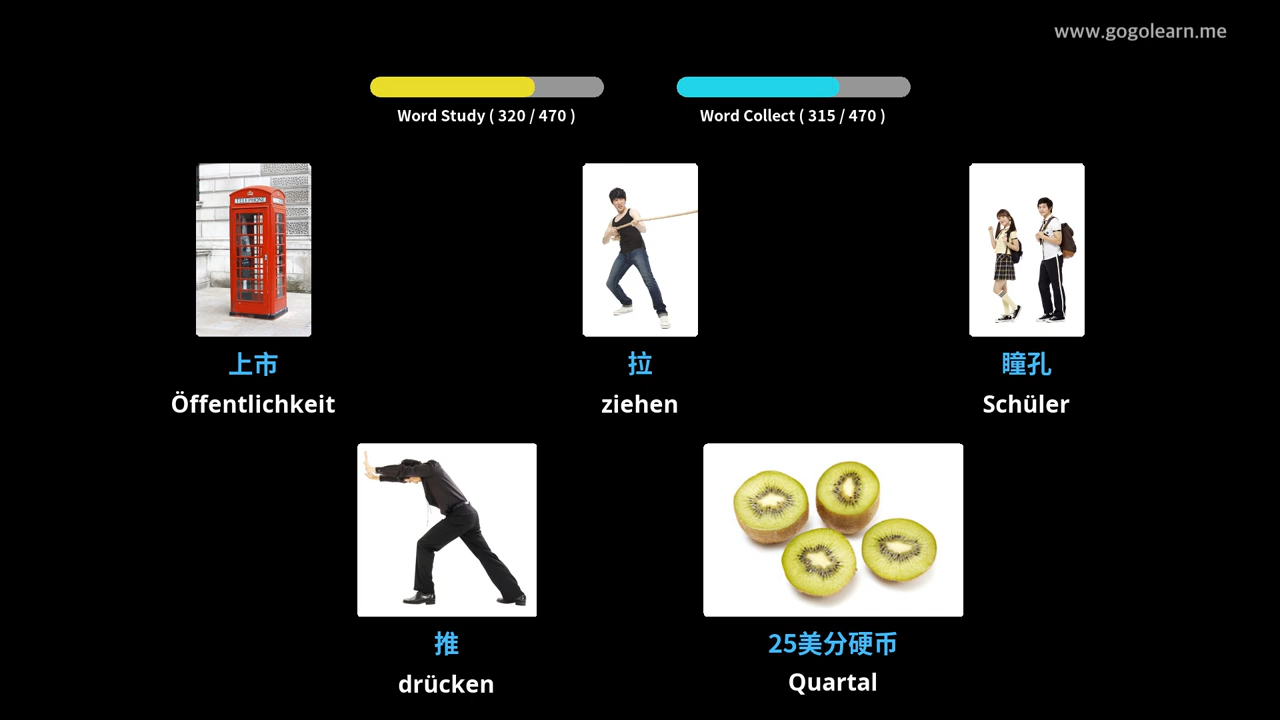 www.gogolearn.me
Word Study ( 320 / 470 )
Word Collect ( 315 / 470 )
TELEPHONE
上市
Öffentlichkeit
拉
ziehen
瞳孔
Schüler
推
drücken
25美分硬币
Quartal